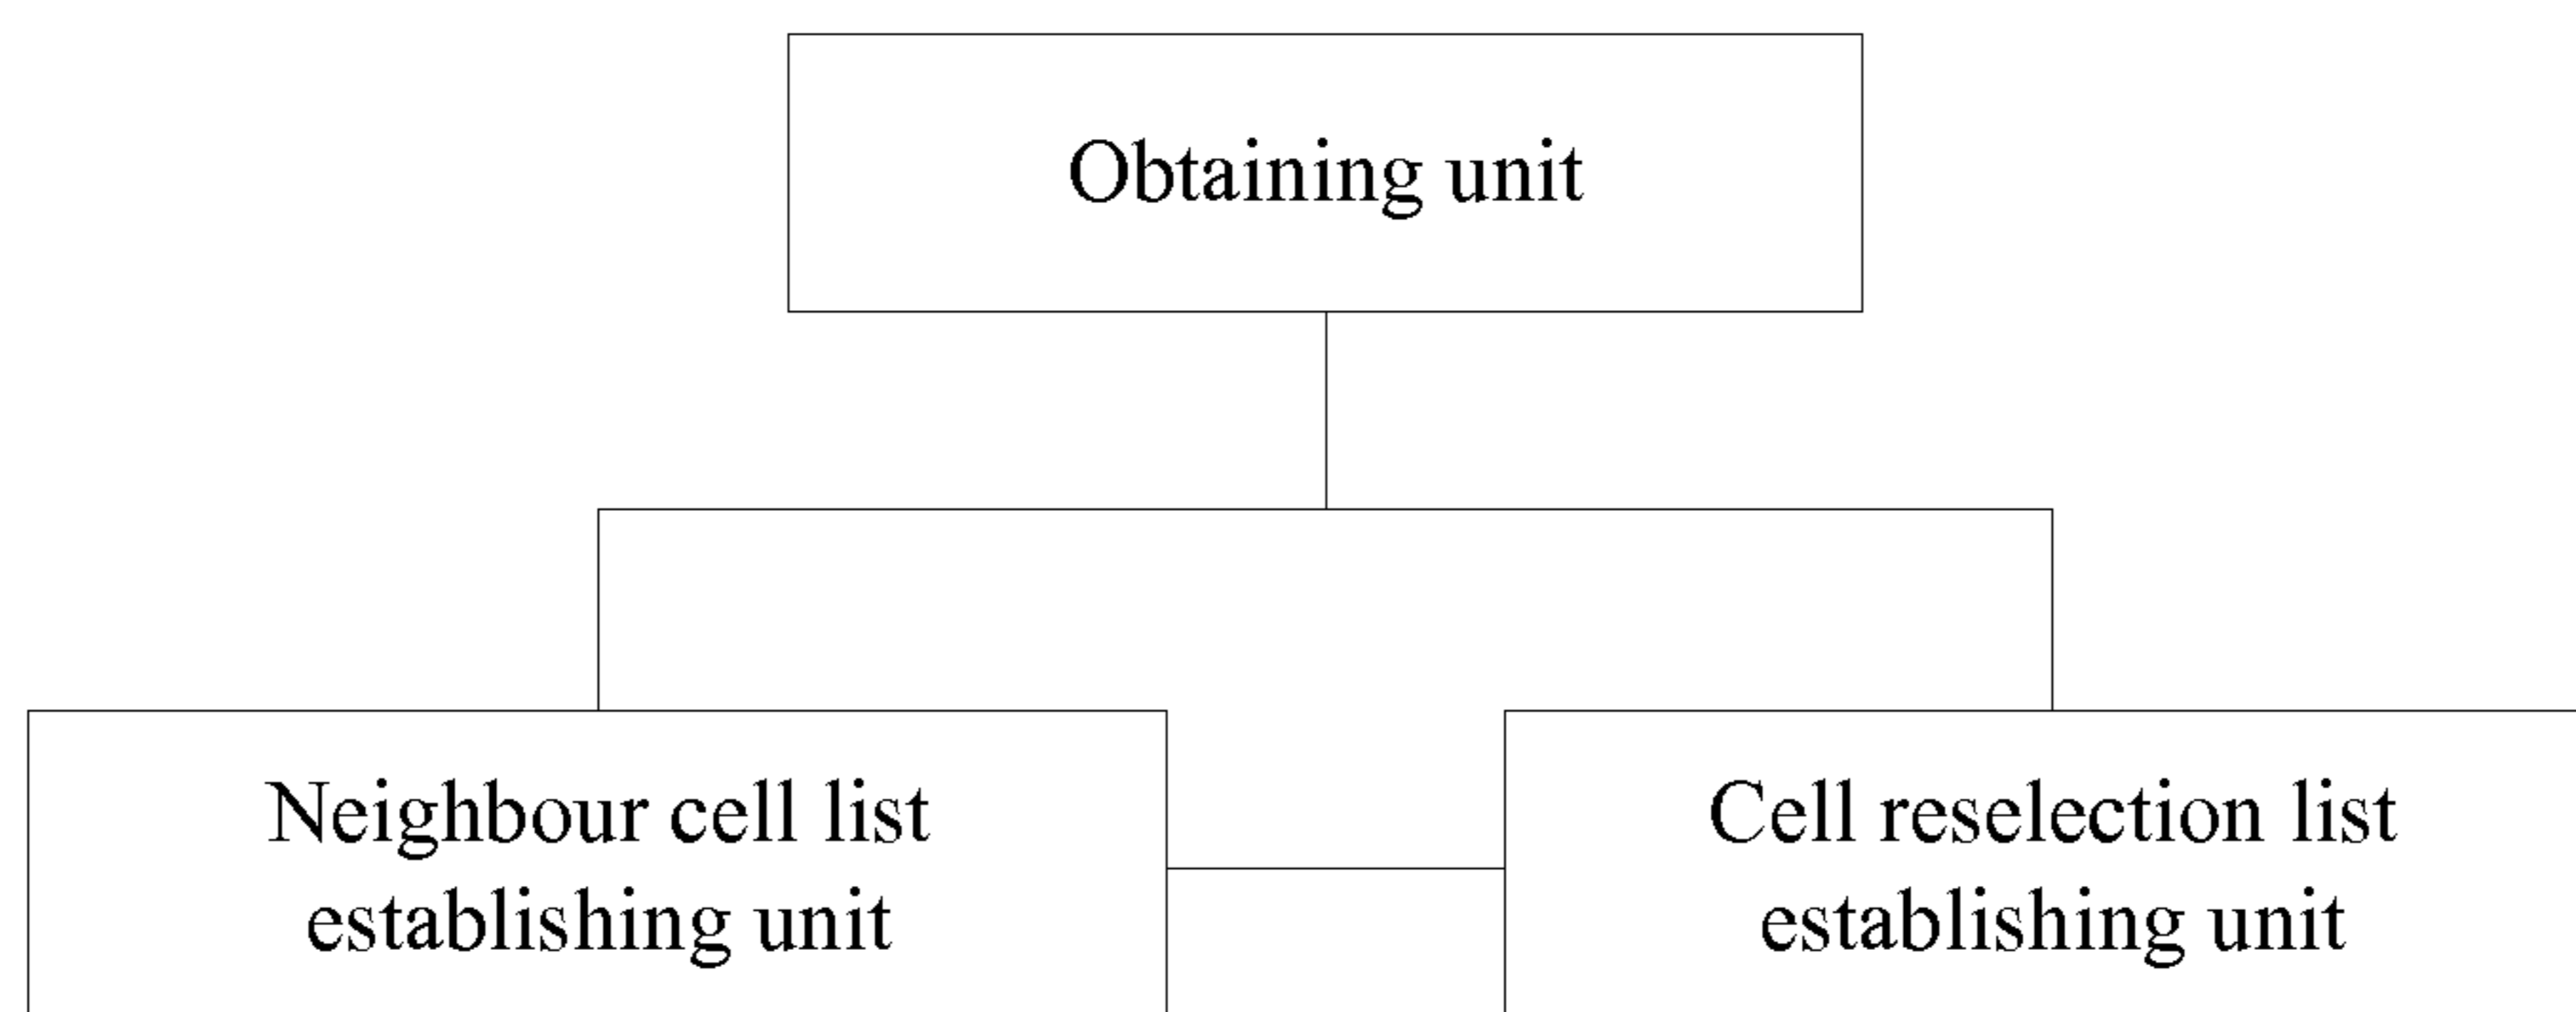 Obtaining unit
Neighbour cell list
establishing unit
Cell reselection list
establishing unit